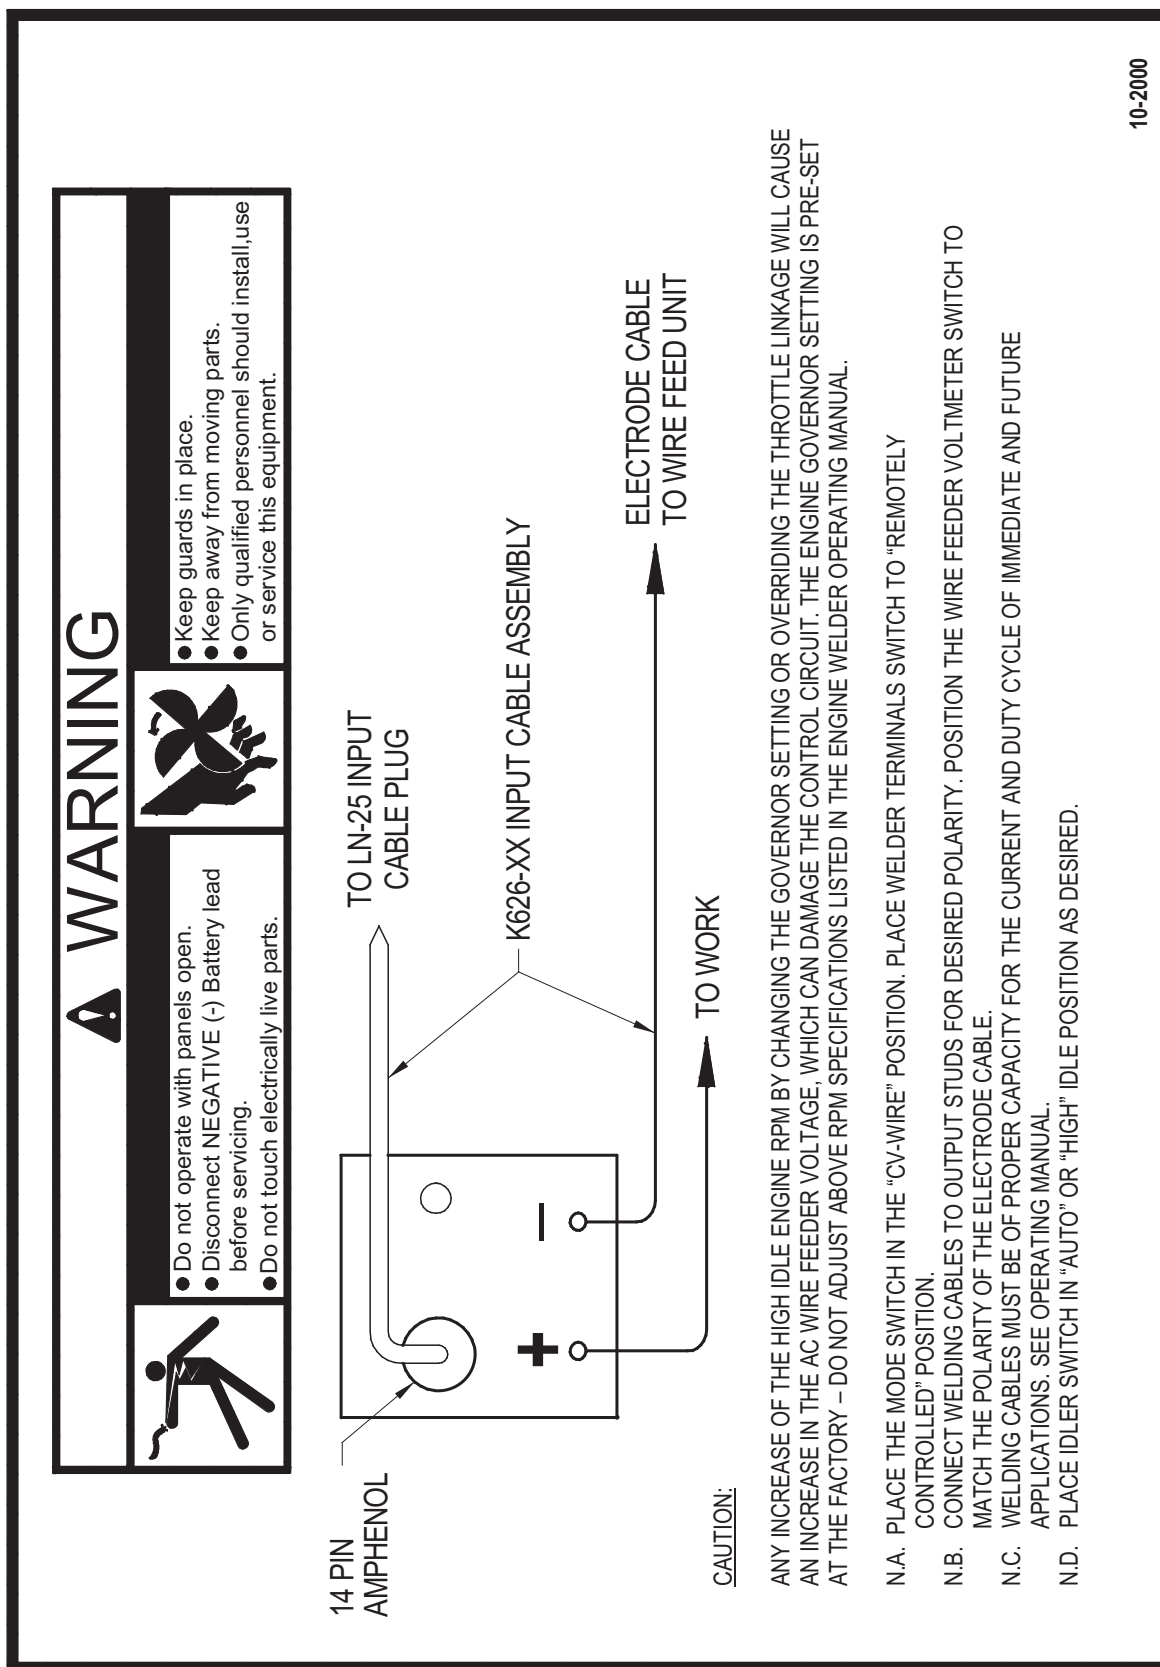 WARNING
● Do not operate with panels open.
● Disconnect NEGATIVE (-) Battery lead
before servicing.
● Do not touch electrically live parts.
● Keep guards in place.
● Keep away from moving parts.
● Only qualified personnel should install,use
or service this equipment.
14 PIN
AMPHENOL
TO LN-25 INPUT
CABLE PLUG
K626-XX INPUT CABLE ASSEMBLY
+
–
ELECTRODE CABLE
TO WIRE FEED UNIT
TO WORK
CAUTION:
ANY INCREASE OF THE HIGH IDLE ENGINE RPM BY CHANGING THE GOVERNOR SETTING OR OVERRIDING THE THROTTLE LINKAGE WILL CAUSE
AN INCREASE IN THE AC WIRE FEEDER VOLTAGE, WHICH CAN DAMAGE THE CONTROL CIRCUIT. THE ENGINE GOVERNOR SETTING IS PRE-SET
AT THE FACTORY – DO NOT ADJUST ABOVE RPM SPECIFICATIONS LISTED IN THE ENGINE WELDER OPERATING MANUAL.
N.A. PLACE THE MODE SWITCH IN THE "CV-WIRE" POSITION. PLACE WELDER TERMINALS SWITCH TO "REMOTELY
CONTROLLED" POSITION.
N.B. CONNECT WELDING CABLES TO OUTPUT STUDS FOR DESIRED POLARITY. POSITION THE WIRE FEEDER VOLTMETER SWITCH TO
MATCH THE POLARITY OF THE ELECTRODE CABLE.
N.C. WELDING CABLES MUST BE OF PROPER CAPACITY FOR THE CURRENT AND DUTY CYCLE OF IMMEDIATE AND FUTURE
APPLICATIONS. SEE OPERATING MANUAL.
N.D. PLACE IDLER SWITCH IN "AUTO" OR "HIGH" IDLE POSITION AS DESIRED.
10-2000